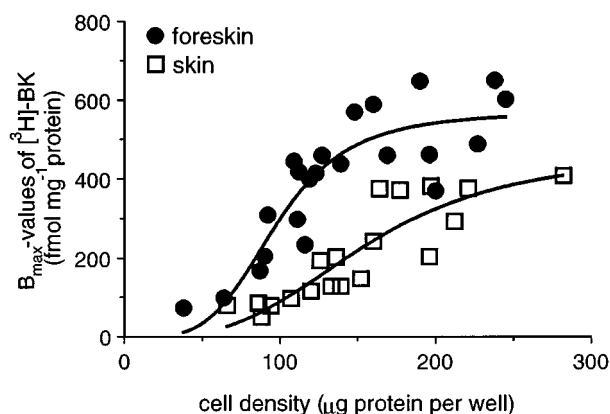 800
600
400
200
0
foreskin
skin
Bmax-values of [³H]-BK
(fmol mg⁻¹ protein)
0
100
200
300
cell density (μg protein per well)